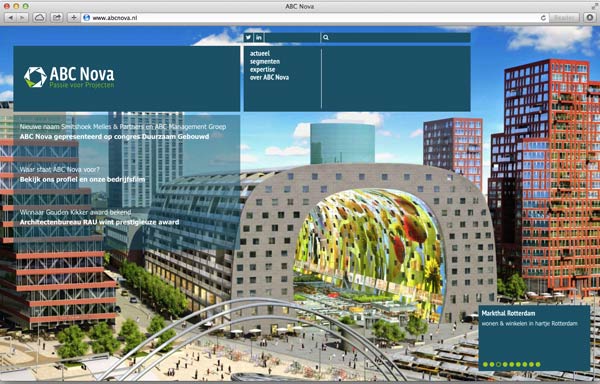 ABC Nova
www.abcnova.nl
Reader
ABC Nova
Passie voor Projecten
actueel
segmenten
expertise
over ABC Nova
Nieuwe naam Smitshoek Melles & Partners en ABC Management Groep
ABC Nova gepresenteerd op congres Duurzaam Gebouwd
Waar staat ABC Nova voor?
Bekijk ons profiel en onze bedrijfsfilm
Winnaar Gouden Kikker award bekend
Architectenbureau RAU wint prestigieuze award
Markthal Rotterdam
wonen & winkelen in hartje Rotterdam